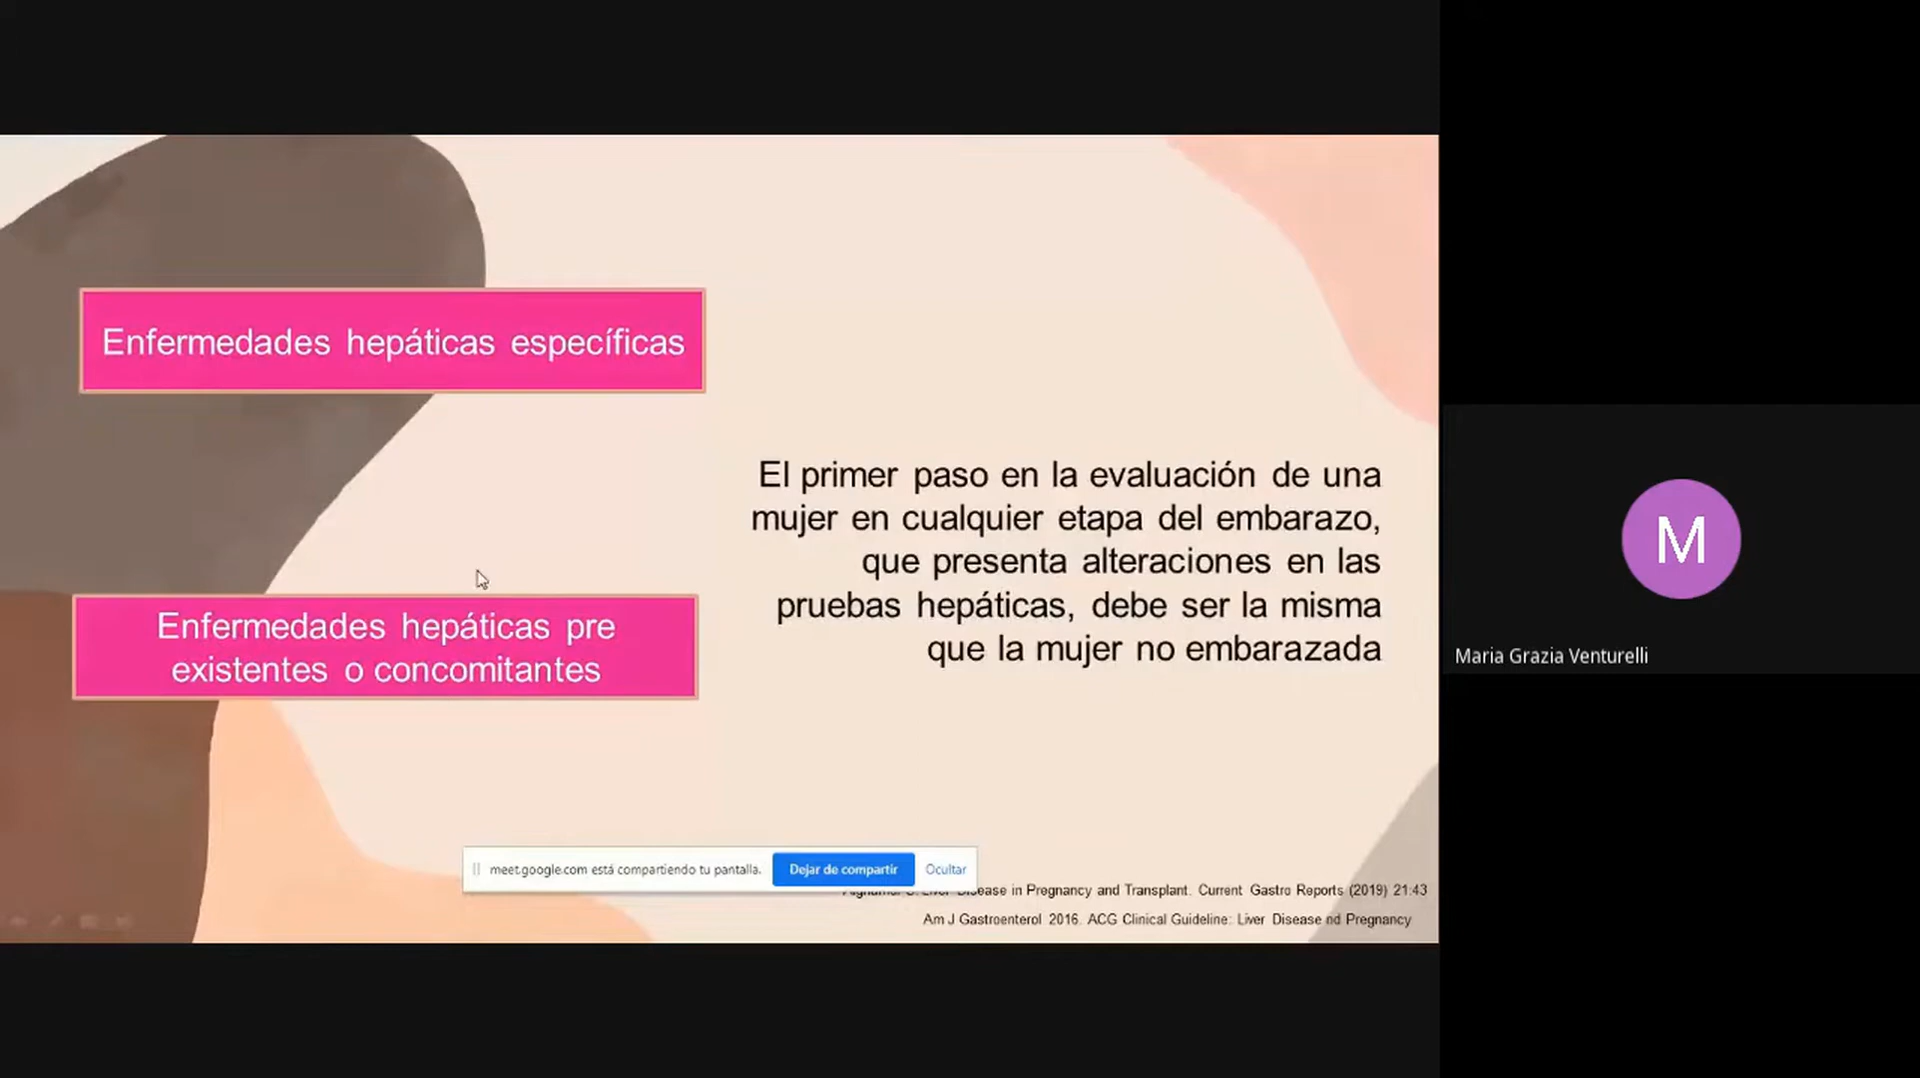 Enfermedades hepáticas específicas
El primer paso en la evaluación de una
mujer en cualquier etapa del embarazo,
que presenta alteraciones en las
pruebas hepáticas, debe ser la misma
que la mujer no embarazada
Enfermedades hepáticas pre
existentes o concomitantes
meet.google.com está compartiendo tu pantalla.
Dejar de compartir
Ocultar
Disease in Pregnancy and Transplant. Current Gastro Reports (2019) 21:43
Am J Gastroenterol 2016. ACG Clinical Guideline: Liver Disease nd Pregnancy
M
Maria Grazia Venturelli